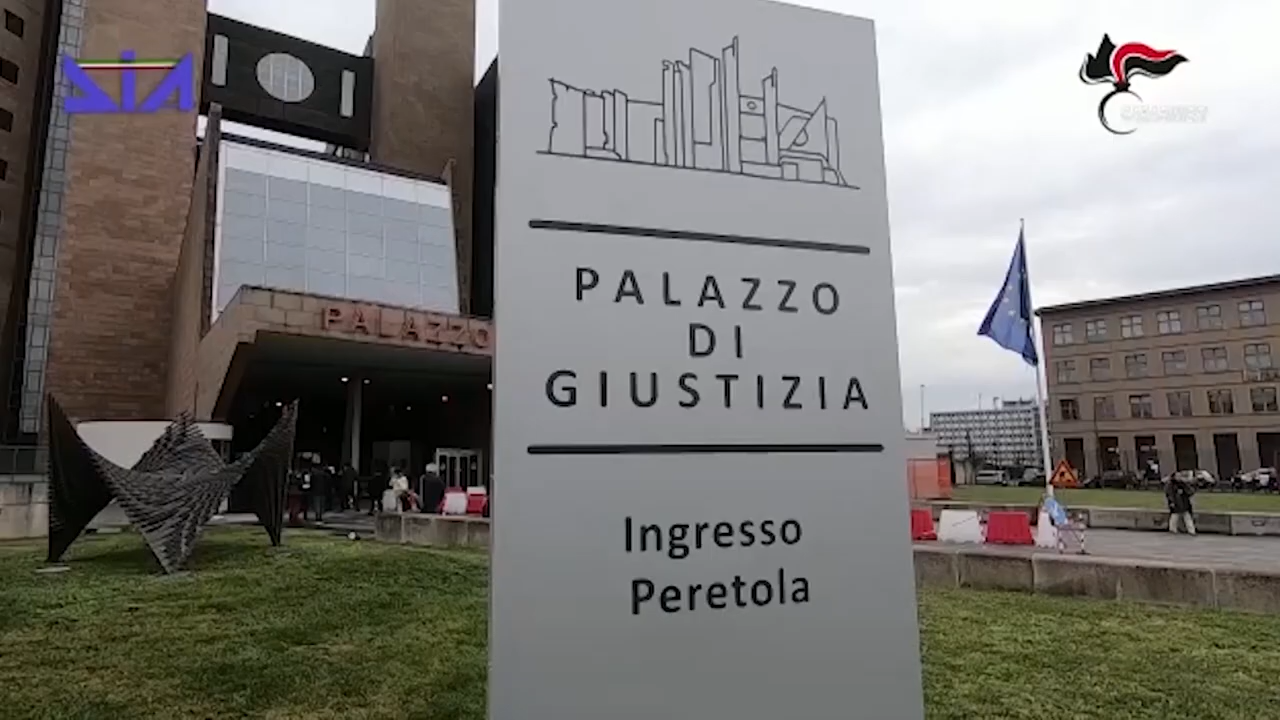 DIA
PALAZZO
PALAZZO
DI
GIUSTIZIA
Ingresso
Peretola